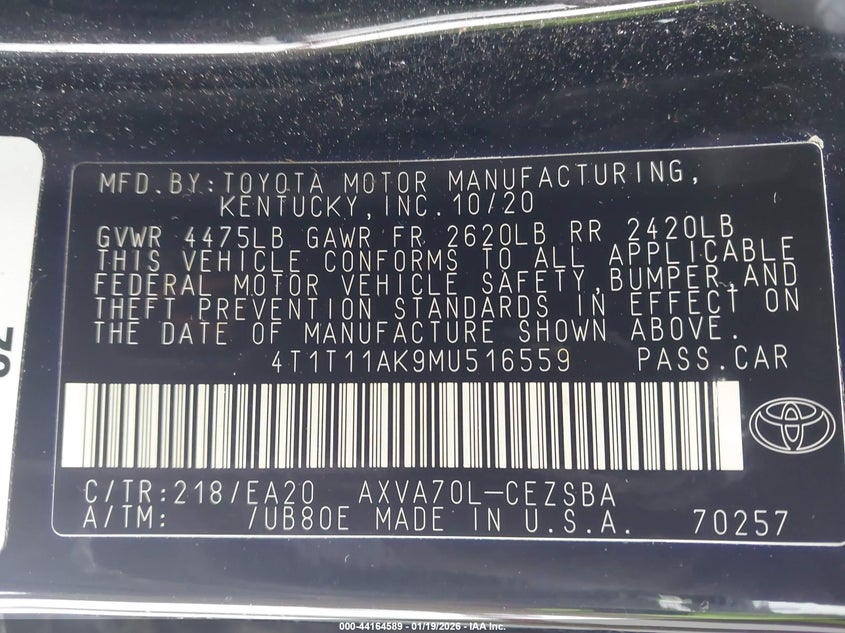 MFD.BY:TOYOTA MOTOR MANUFACTURING,
KENTUCKY,INC.10/20
GVWR 4475LB GAWR FR 2620LB RR 2420LB
THIS VEHICLE CONFORMS TO ALL APPLICABLE
FEDERAL MOTOR VEHICLE SAFETY,BUMPER,AND
THEFT PREVENTION STANDARDS IN EFFECT ON
THE DATE OF MANUFACTURE SHOWN ABOVE.
4T1T11AK9MU516559 PASS.CAR
C/TR:218/EA20 AXVA70L-CEZSBA
A/TM: /UB80E MADE IN U.S.A. 70257
000-44164589 - 01/19/2026 - IAA Inc.